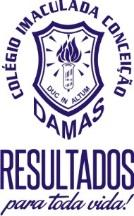 COLÉGIO IMACULADA CONCEIÇÃO
DUC IN ALTUM
DAMAS
RESULTADOS
para toda vida.